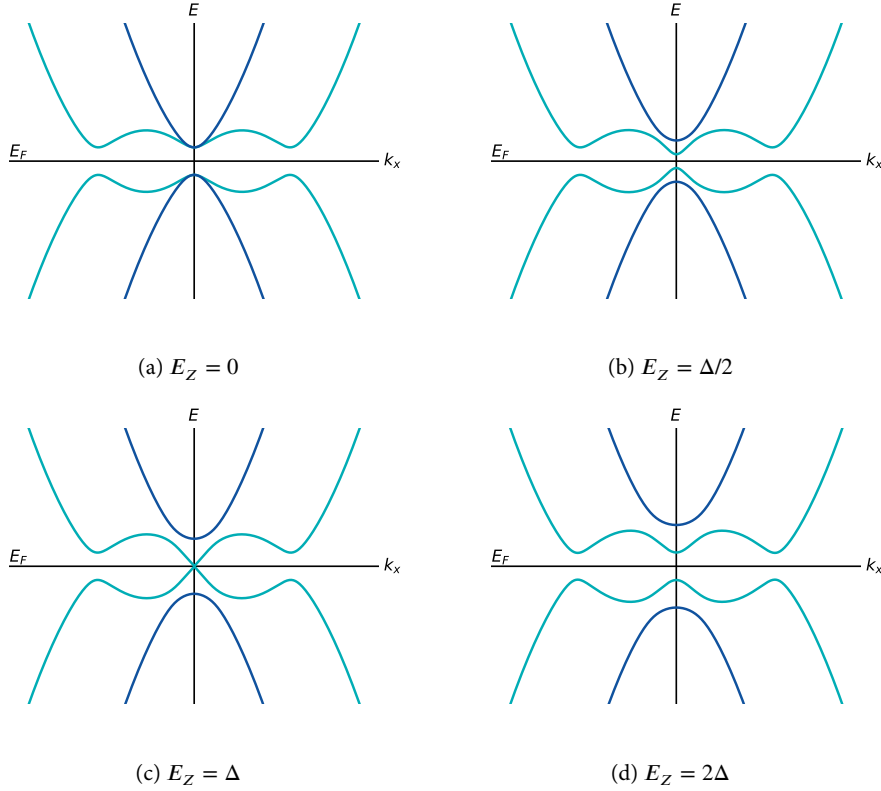 E
E
E_F
k_x
E_F
k_x
(a) E_Z = 0
(b) E_Z = Δ/2
E
E
E_F
k_x
E_F
k_x
(c) E_Z = Δ
(d) E_Z = 2Δ